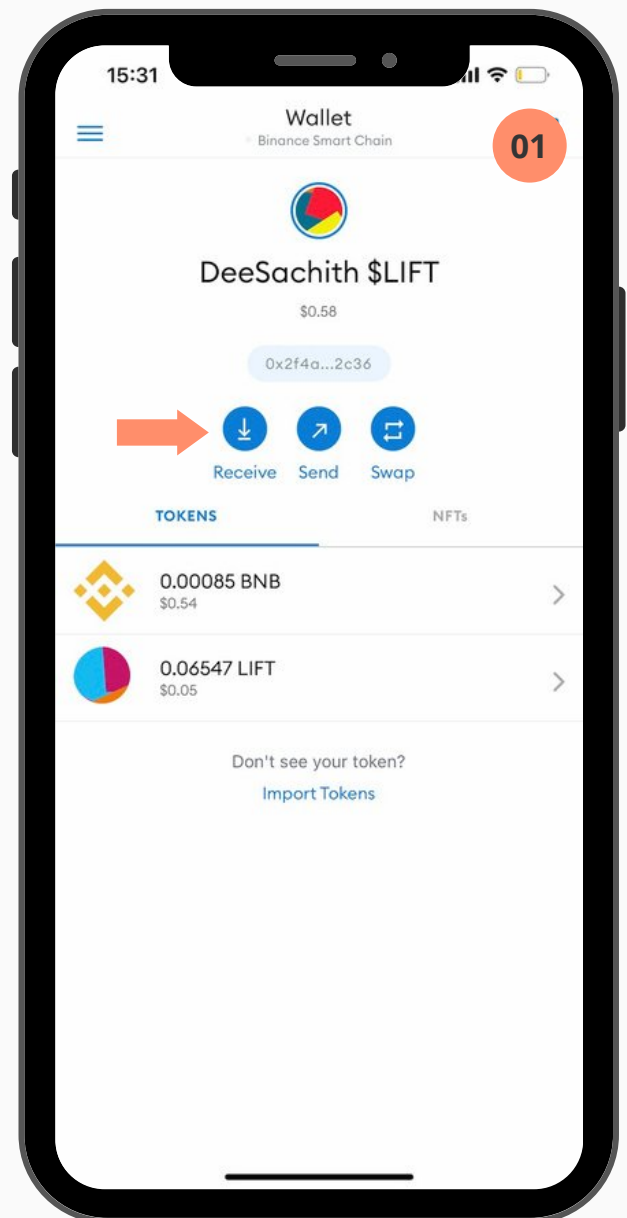 15:31
Wallet
Binance Smart Chain
01
DeeSachith $LIFT
$0.58
0x2f4a...2c36
Receive Send Swap
TOKENS NFTs
0.00085 BNB
$0.54
0.06547 LIFT
$0.05
Don't see your token?
Import Tokens